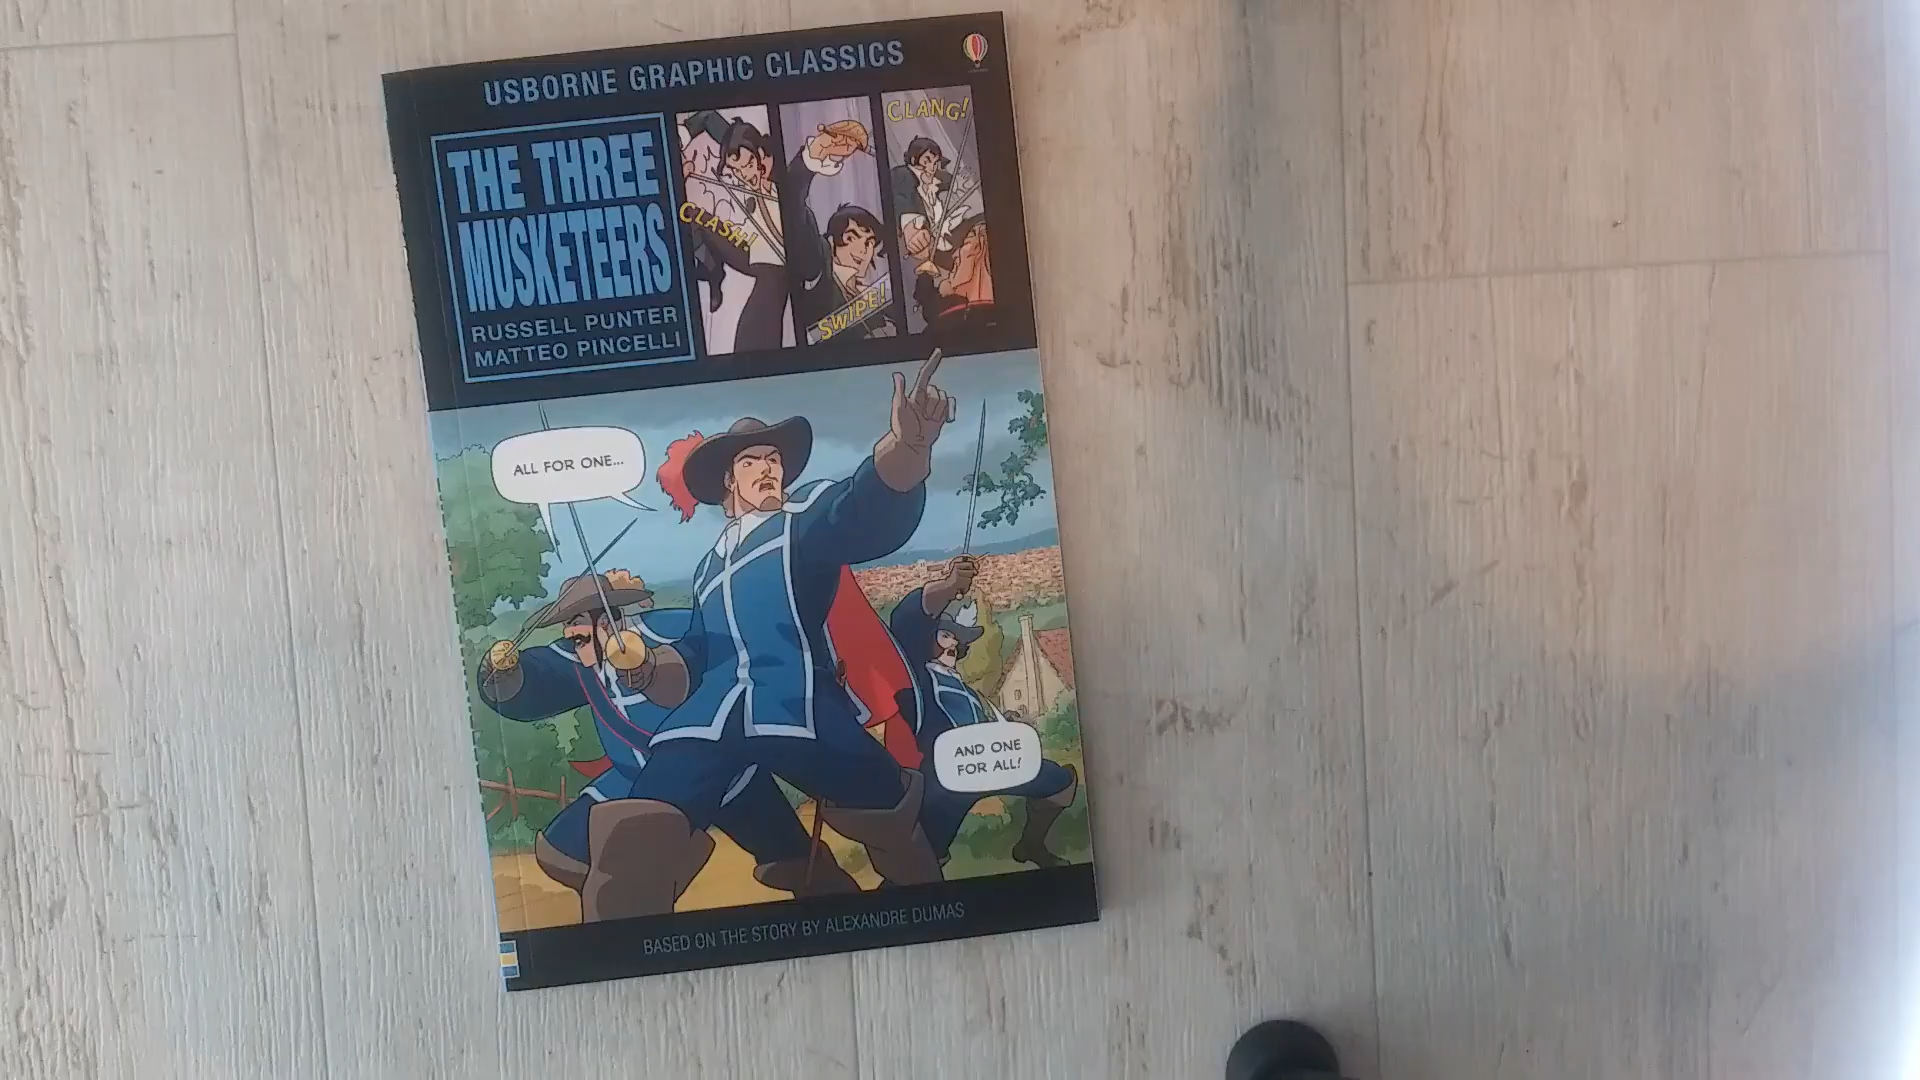 USBORNE GRAPHIC CLASSICS
THE THREE
MUSKETEERS
RUSSELL PUNTER
MATTEO PINCELLI
CLASH!
SWIPE!
CLANG!
ALL FOR ONE...
AND ONE
FOR ALL!
BASED ON THE STORY BY ALEXANDRE DUMAS